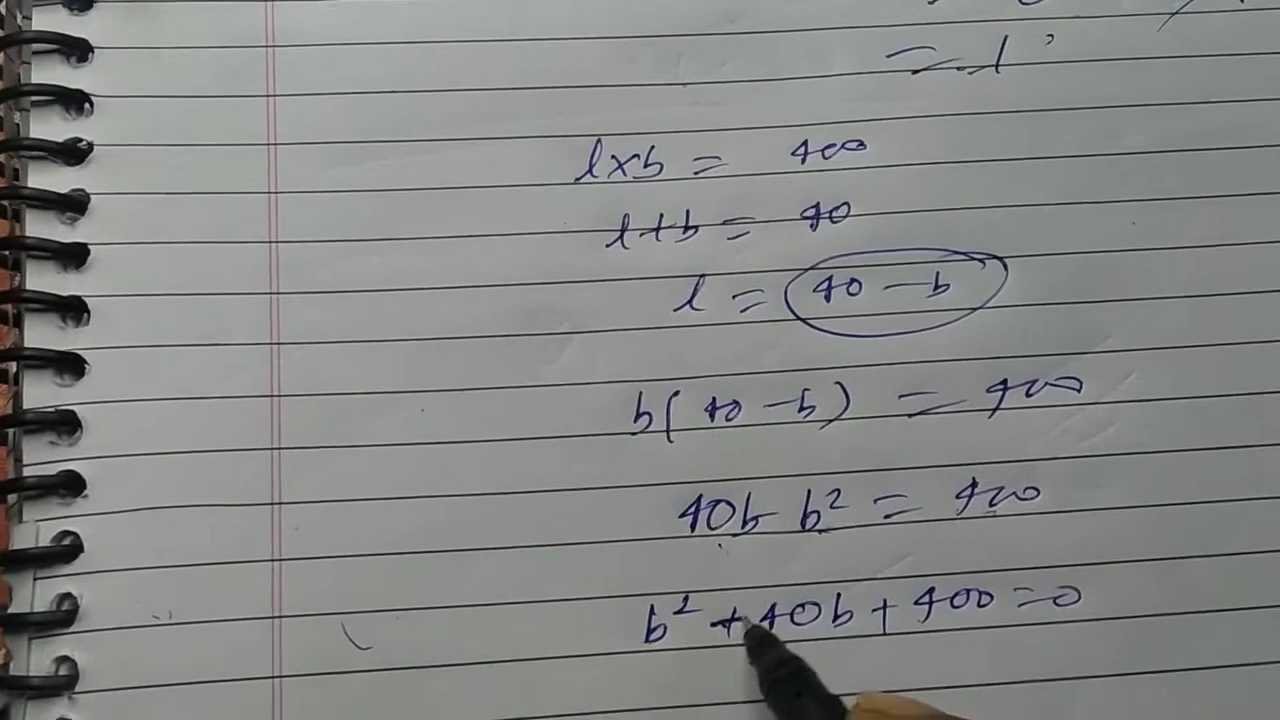 l×b = 400
l+b = 40
l = 40 - b
b(40 - b) = 400
40b - b² = 400
b² + 40b + 400 = 0